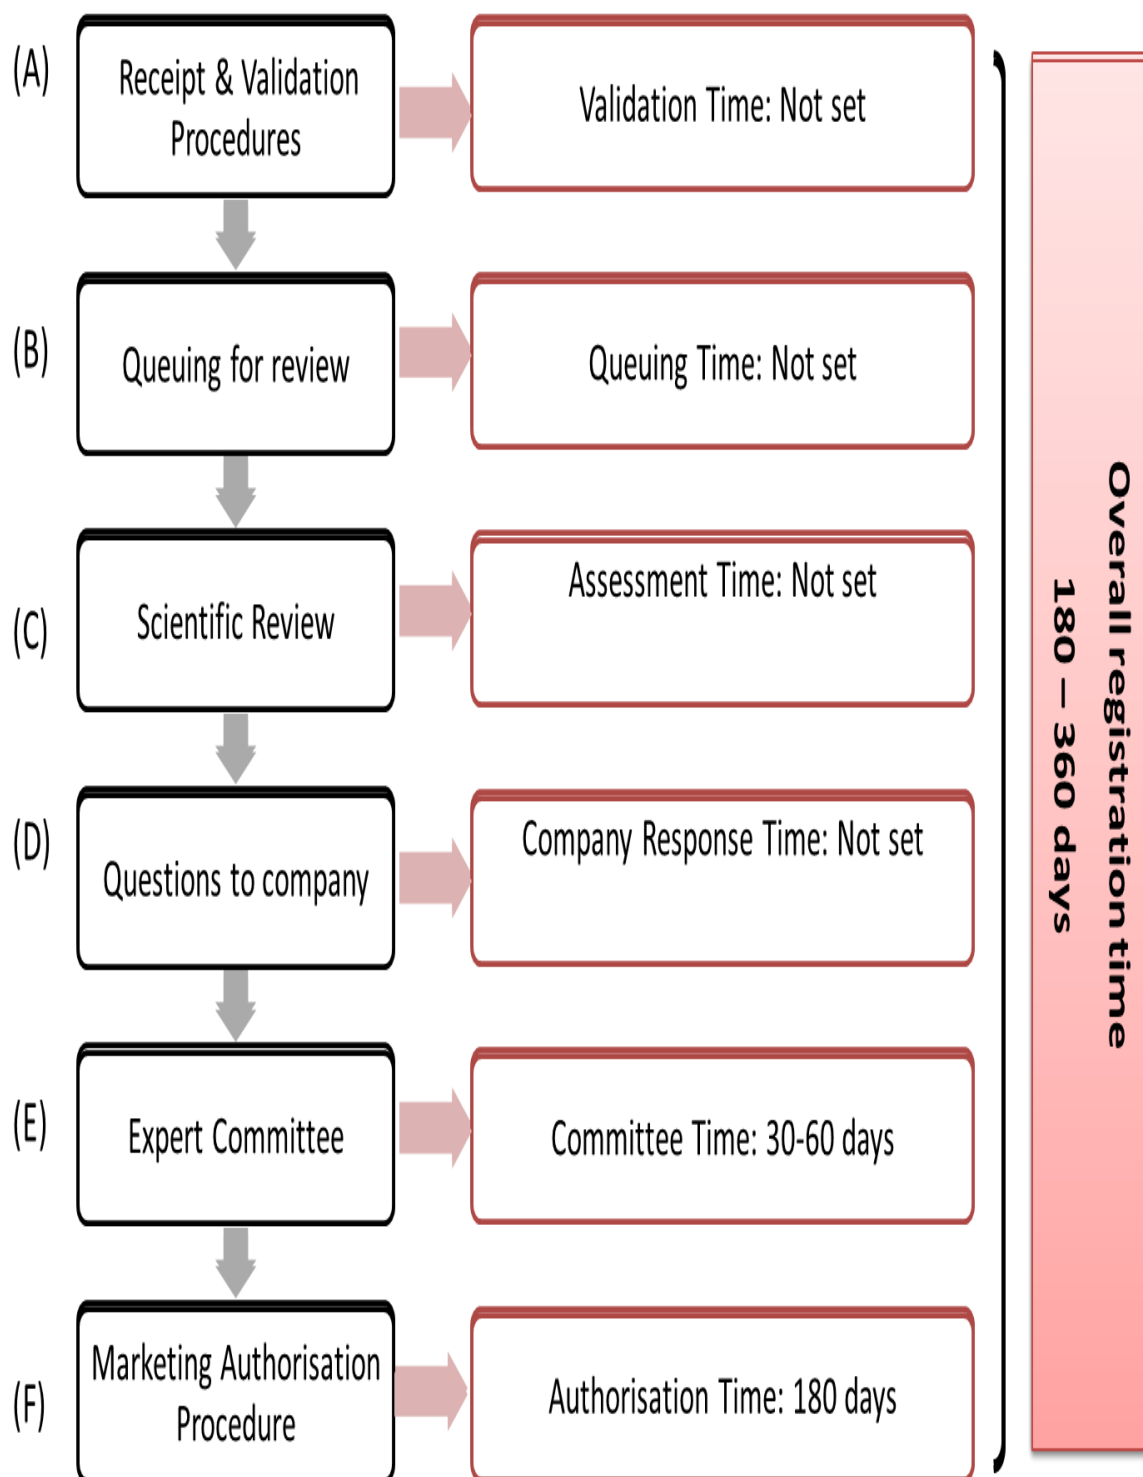 (A)
Receipt & Validation
Procedures
Validation Time: Not set
(B)
Queuing for review
Queuing Time: Not set
(C)
Scientific Review
Assessment Time: Not set
(D)
Questions to company
Company Response Time: Not set
(E)
Expert Committee
Committee Time: 30-60 days
(F)
Marketing Authorisation
Procedure
Authorisation Time: 180 days
Overall registration time
180 – 360 days